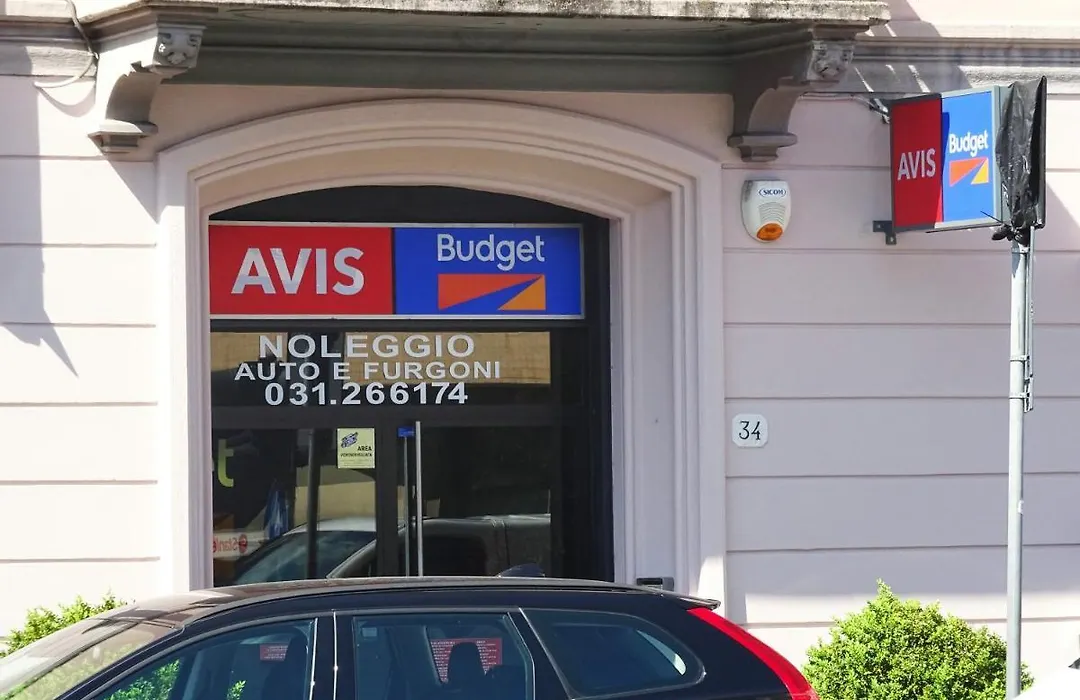 AVIS
Budget
SICOM
AVIS
Budget
NOLEGGIO
AUTO E FURGONI
031.266174
34
AREA